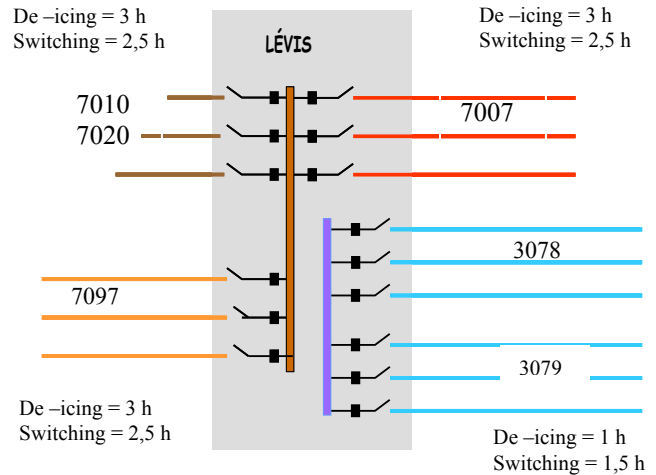 De –icing = 3 h
Switching = 2,5 h
De –icing = 3 h
Switching = 2,5 h
LÉVIS
7010
7020
7007
3078
7097
3079
De –icing = 3 h
Switching = 2,5 h
De –icing = 1 h
Switching = 1,5 h